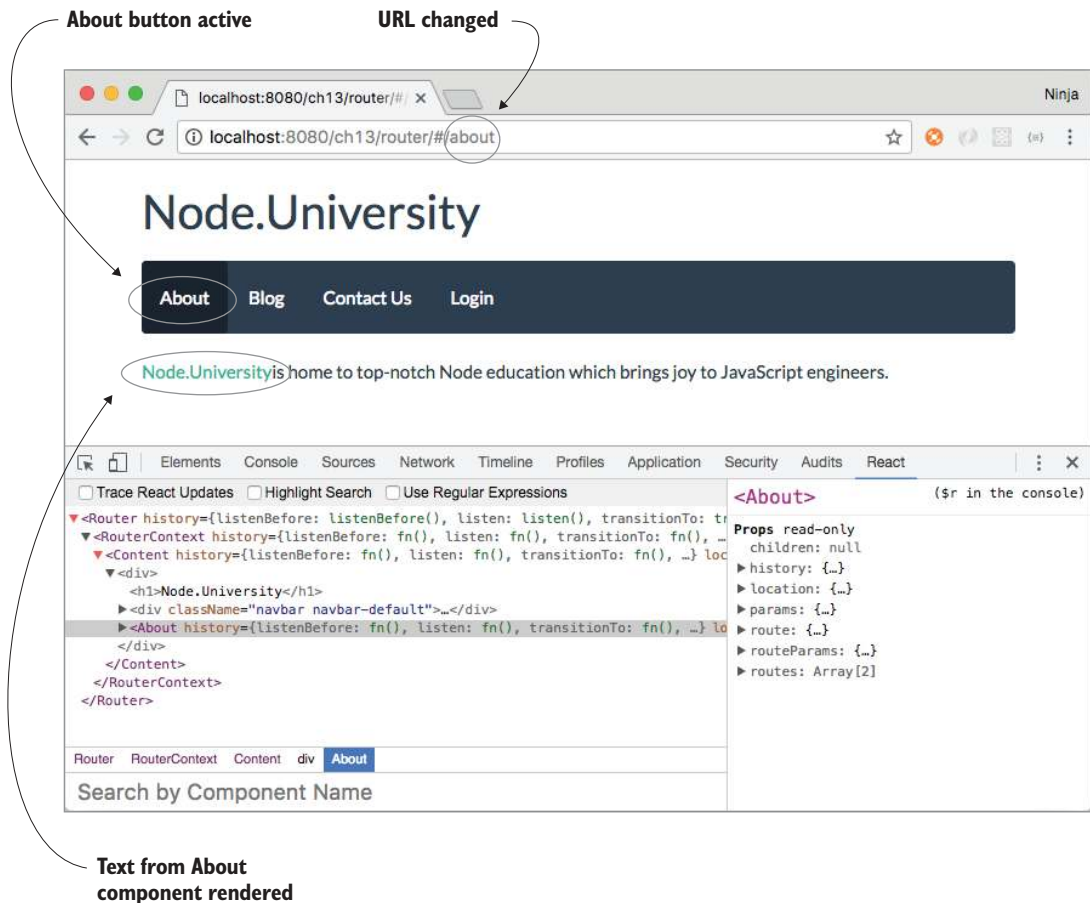 About button active
URL changed
localhost:8080/ch13/router/#/
Ninja
localhost:8080/ch13/router/#/about
Node.University
About Blog Contact Us Login
Node.Universityis home to top-notch Node education which brings joy to JavaScript engineers.
Elements Console Sources Network Timeline Profiles Application Security Audits React
Trace React Updates Highlight Search Use Regular Expressions
<About> ($r in the console)
<Router history={listenBefore: listenBefore(), listen: listen(), transitionTo: tr
<RouterContext history={listenBefore: fn(), listen: fn(), transitionTo: fn(), …
<Content history={listenBefore: fn(), listen: fn(), transitionTo: fn(), …} loc
<div>
<h1>Node.University</h1>
<div className="navbar navbar-default">…</div>
<About history={listenBefore: fn(), listen: fn(), transitionTo: fn(), …} lo
</div>
</Content>
</RouterContext>
</Router>
Props read-only
children: null
history: {…}
location: {…}
params: {…}
route: {…}
routeParams: {…}
routes: Array[2]
Router RouterContext Content div About
Search by Component Name
Text from About
component rendered